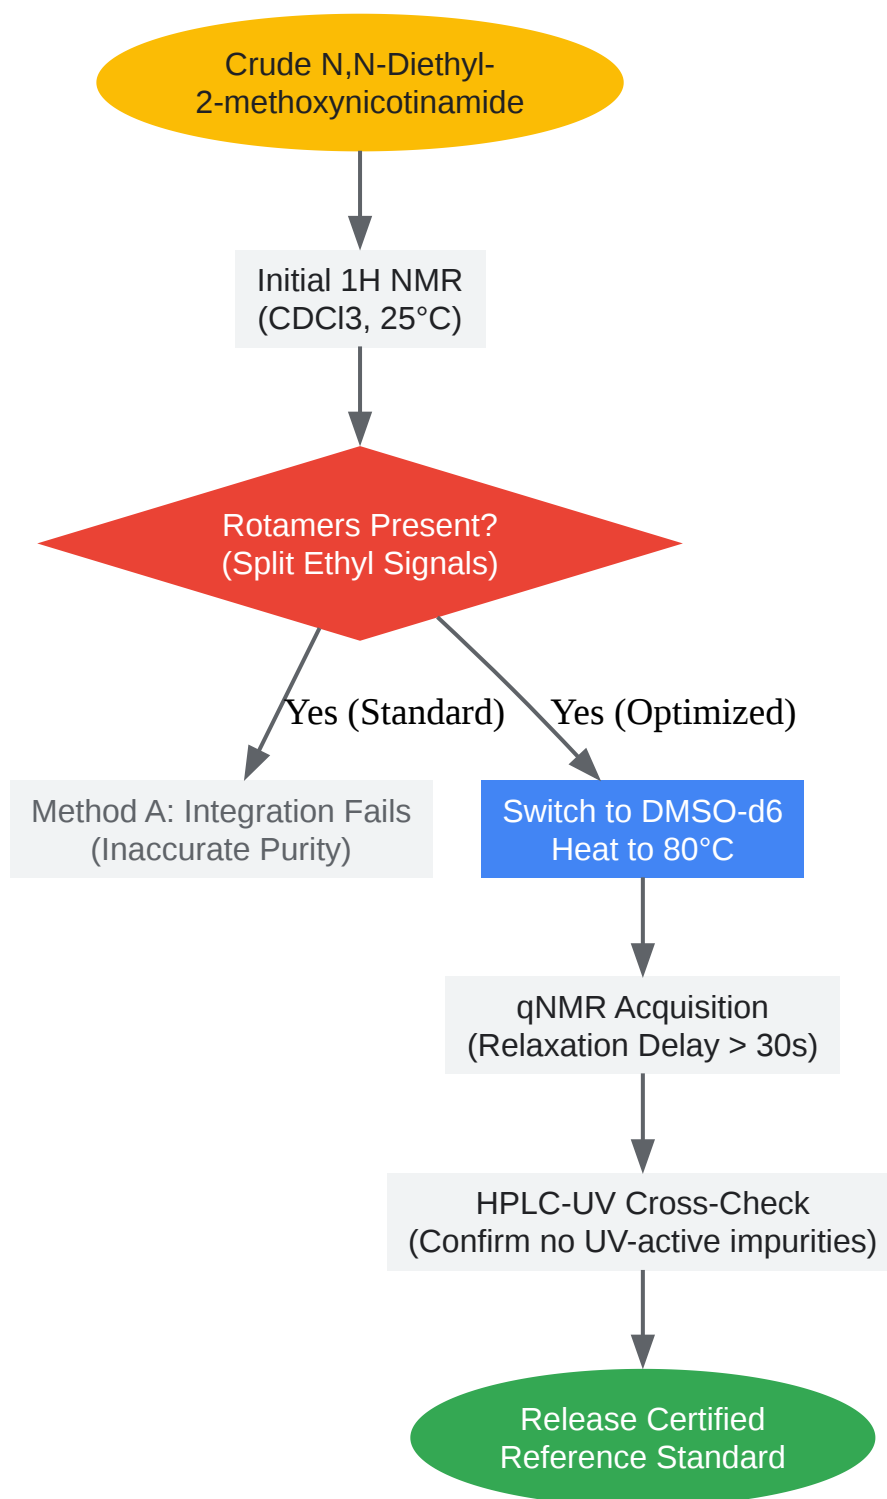 Crude N,N-Diethyl-
2-methoxynicotinamide
Initial 1H NMR
(CDCl3, 25°C)
Rotamers Present?
(Split Ethyl Signals)
Yes (Standard)
Yes (Optimized)
Method A: Integration Fails
(Inaccurate Purity)
Switch to DMSO-d6
Heat to 80°C
qNMR Acquisition
(Relaxation Delay > 30s)
HPLC-UV Cross-Check
(Confirm no UV-active impurities)
Release Certified
Reference Standard